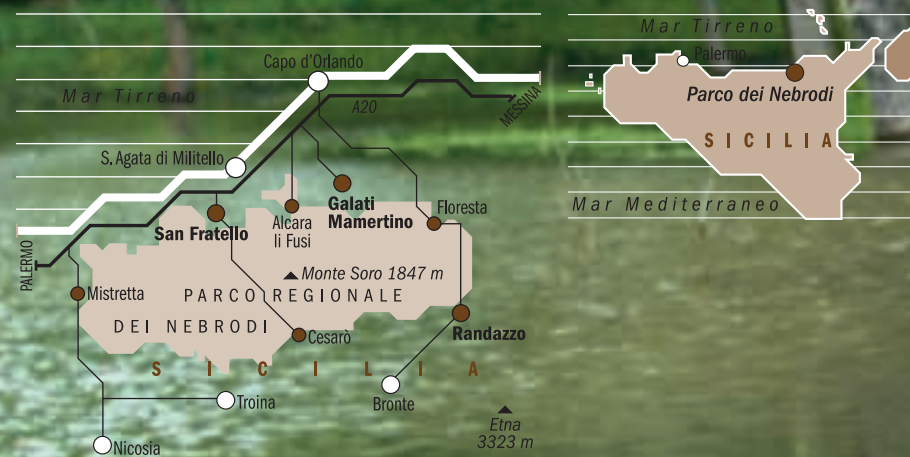 Capo d'Orlando
Mar Tirreno
A20
MESSINA
S. Agata di Militello
PALERMO
San Fratello
Alcara
li Fusi
Galati
Mamertino
Floresta
Monte Soro 1847 m
Mistretta
PARCO REGIONALE
DEI NEBRODI
Cesarò
Randazzo
SICILIA
Troina
Bronte
Nicosia
Etna
3323 m
Mar Tirreno
Palermo
Parco dei Nebrodi
SICILIA
Mar Mediterraneo